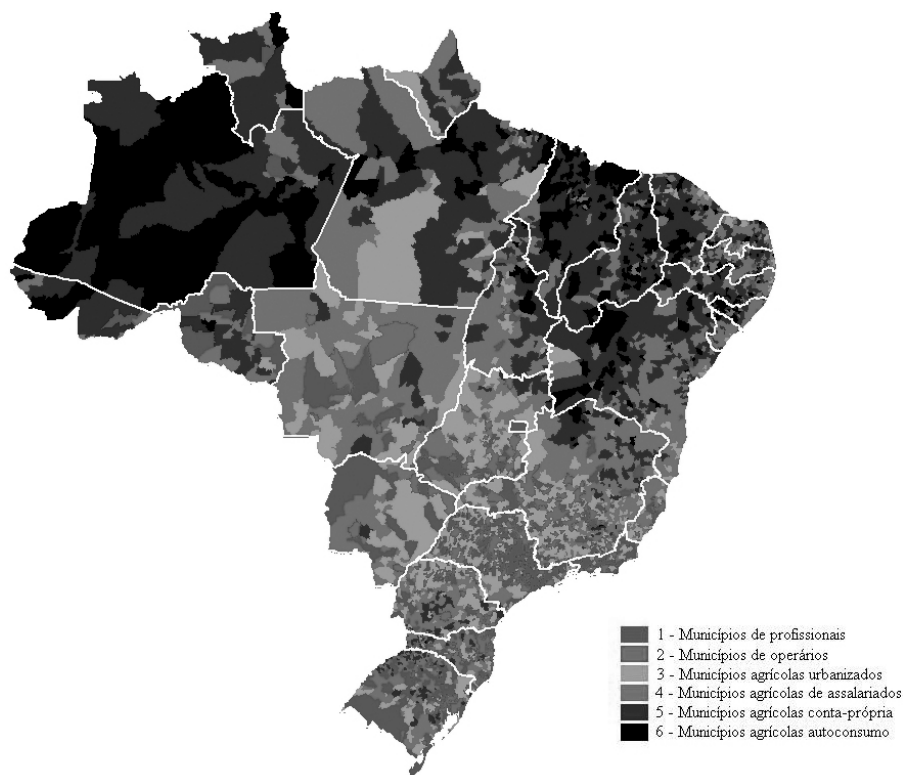 1 - Municípios de profissionais
2 - Municípios de operários
3 - Municípios agrícolas urbanizados
4 - Municípios agrícolas de assalariados
5 - Municípios agrícolas conta-própria
6 - Municípios agrícolas autoconsumo